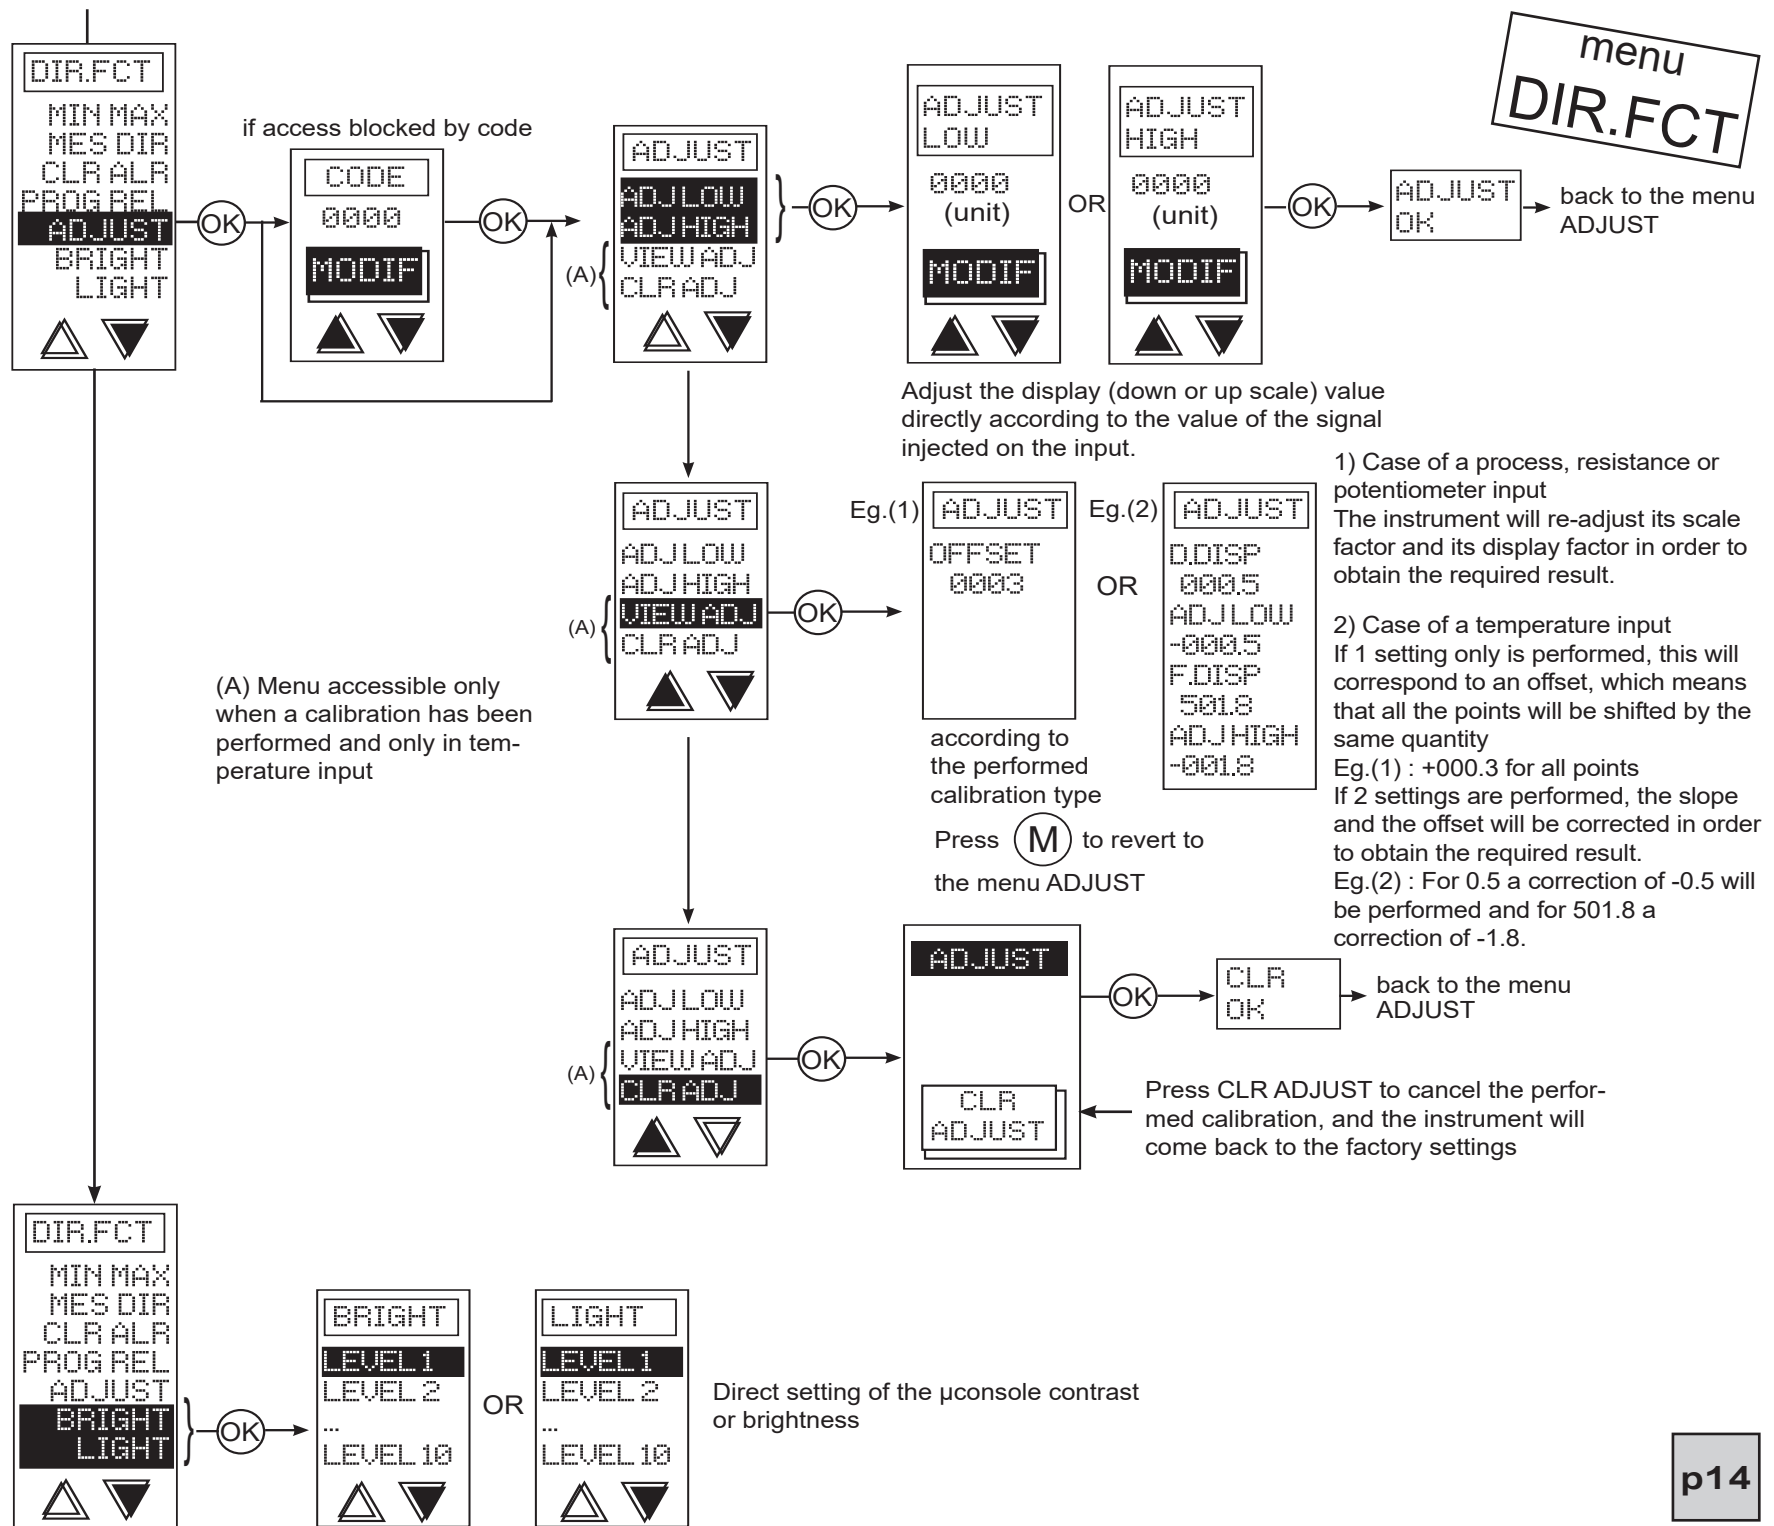 menu
DIR.FCT
DIR.FCT
MIN MAX
MES DIR
CLR ALR
PROG REL
ADJUST
BRIGHT
LIGHT
OK
if access blocked by code
CODE
0000
MODIF
OK
ADJUST
ADJ LOW
ADJ HIGH
VIEW ADJ
CLR ADJ
(A)
OK
ADJUST
LOW
0000
(unit)
MODIF
OR
ADJUST
HIGH
0000
(unit)
MODIF
OK
ADJUST
OK
back to the menu
ADJUST
Adjust the display (down or up scale) value
directly according to the value of the signal
injected on the input.
ADJUST
ADJ LOW
ADJ HIGH
VIEW ADJ
CLR ADJ
(A)
OK
Eg.(1)
ADJUST
OFFSET
0003
OR
Eg.(2)
ADJUST
D.DISP
000.5
ADJ LOW
-000.5
F.DISP
501.8
ADJ HIGH
-001.8
according to
the performed
calibration type
Press M to revert to
the menu ADJUST
1) Case of a process, resistance or
potentiometer input
The instrument will re-adjust its scale
factor and its display factor in order to
obtain the required result.
2) Case of a temperature input
If 1 setting only is performed, this will
correspond to an offset, which means
that all the points will be shifted by the
same quantity
Eg.(1) : +000.3 for all points
If 2 settings are performed, the slope
and the offset will be corrected in order
to obtain the required result.
Eg.(2) : For 0.5 a correction of -0.5 will
be performed and for 501.8 a
correction of -1.8.
(A) Menu accessible only
when a calibration has been
performed and only in tem-
perature input
ADJUST
ADJ LOW
ADJ HIGH
VIEW ADJ
CLR ADJ
(A)
OK
ADJUST
CLR
ADJUST
OK
CLR
OK
back to the menu
ADJUST
Press CLR ADJUST to cancel the perfor-
med calibration, and the instrument will
come back to the factory settings
DIR.FCT
MIN MAX
MES DIR
CLR ALR
PROG REL
ADJUST
BRIGHT
LIGHT
OK
BRIGHT
LEVEL 1
LEVEL 2
...
LEVEL 10
OR
LIGHT
LEVEL 1
LEVEL 2
...
LEVEL 10
Direct setting of the µconsole contrast
or brightness
p14